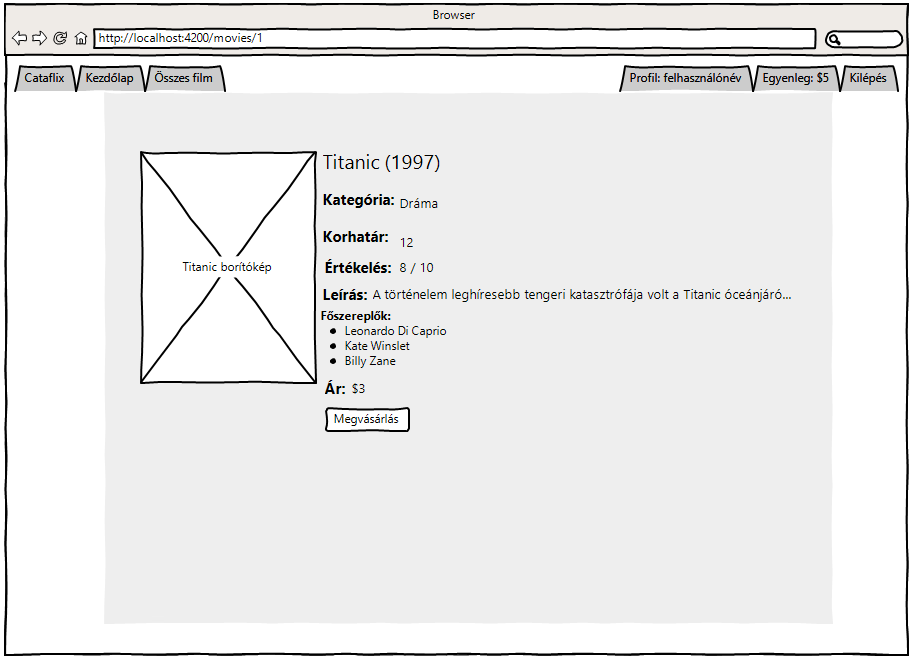 Browser
http://localhost:4200/movies/1
Cataflix Kezdőlap Összes film Profil: felhasználónév Egyenleg: $5 Kilépés
Titanic (1997)
Kategória: Dráma
Korhatár: 12
Titanic borítókép
Értékelés: 8 / 10
Leírás: A történelem leghíresebb tengeri katasztrófája volt a Titanic óceánjáró...
Főszereplők:
• Leonardo Di Caprio
• Kate Winslet
• Billy Zane
Ár: $3
Megvásárlás